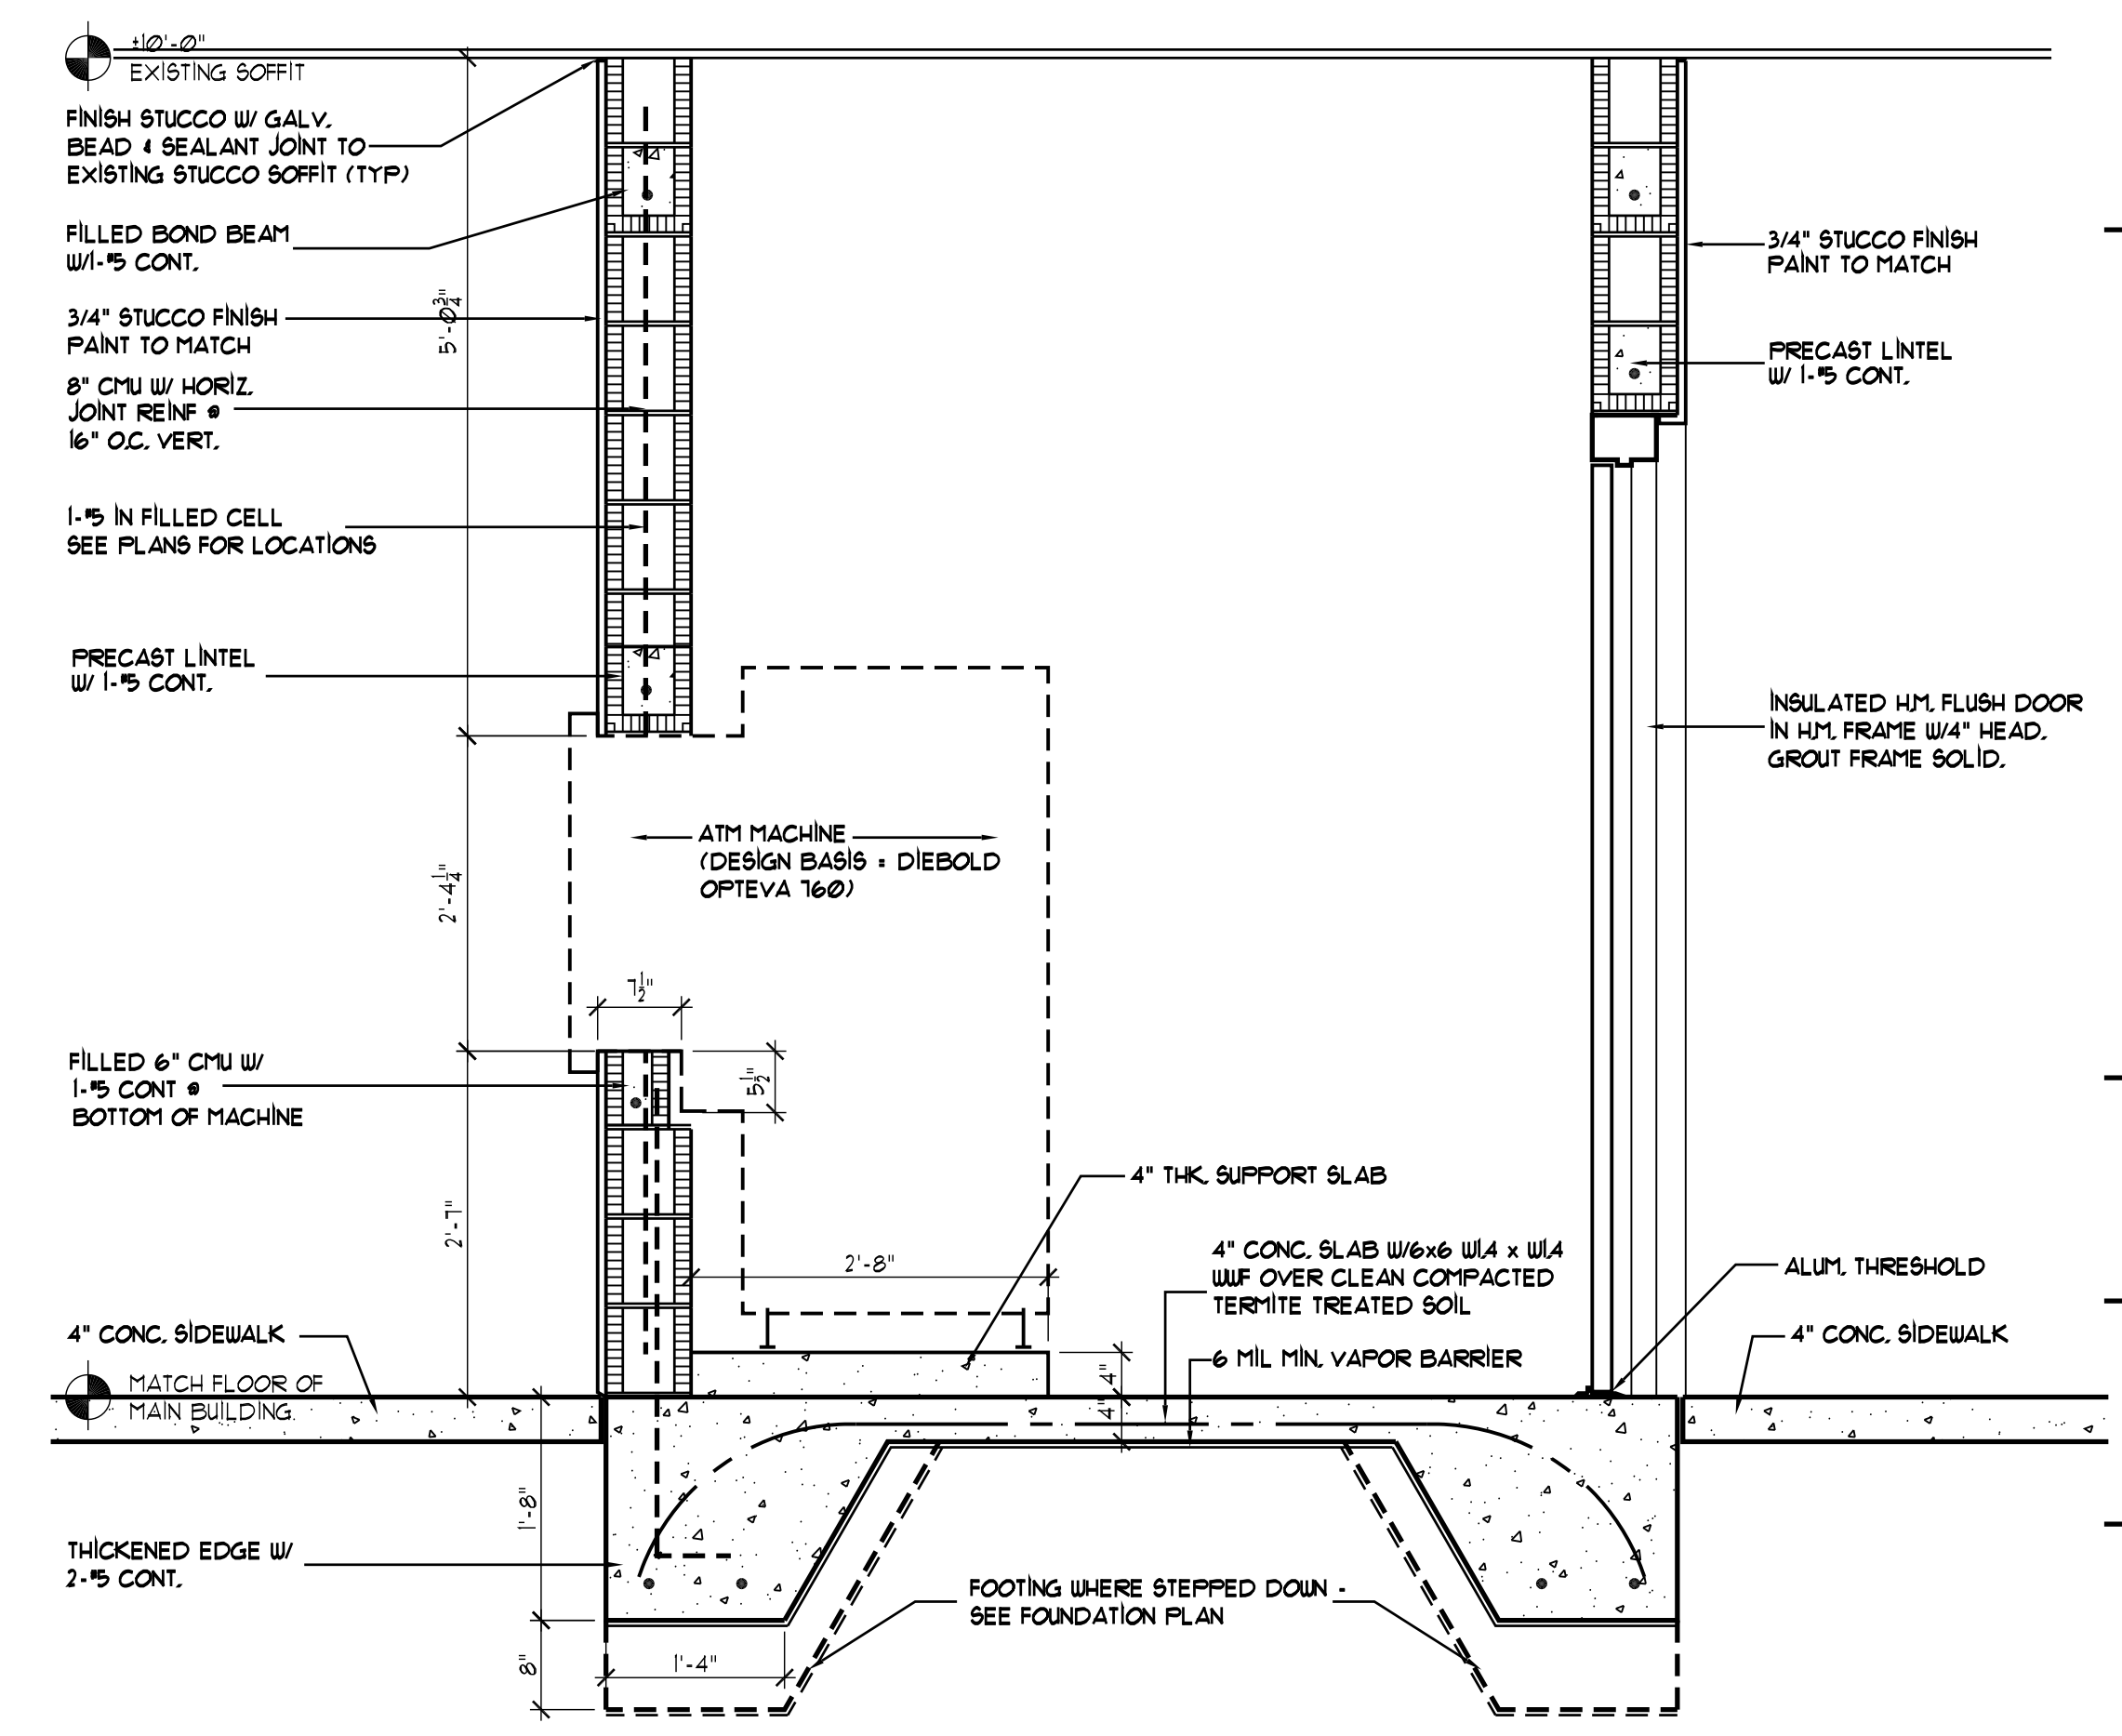 ±10'-0"
EXISTING SOFFIT
FINISH STUCCO W/ GALV.
BEAD & SEALANT JOINT TO
EXISTING STUCCO SOFFIT (TYP)
FILLED BOND BEAM
W/1-#5 CONT.
5'-0 3/4"
3/4" STUCCO FINISH
PAINT TO MATCH
8" CMU W/ HORIZ.
JOINT REINF @
16" O.C. VERT.
1-#5 IN FILLED CELL
SEE PLANS FOR LOCATIONS
PRECAST LINTEL
W/ 1-#5 CONT.
3/4" STUCCO FINISH
PAINT TO MATCH
PRECAST LINTEL
W/ 1-#5 CONT.
INSULATED H.M. FLUSH DOOR
IN H.M. FRAME W/4" HEAD.
GROUT FRAME SOLID.
ATM MACHINE
(DESIGN BASIS = DIEBOLD
OPTEVA 760)
2'-4 1/4"
7 1/2"
5 1/2"
FILLED 6" CMU W/
1-#5 CONT @
BOTTOM OF MACHINE
2'-7"
4" THK. SUPPORT SLAB
2'-8"
4" CONC. SLAB W/6x6 W1.4 x W1.4
WWF OVER CLEAN COMPACTED
TERMITE TREATED SOIL
6 MIL MIN. VAPOR BARRIER
ALUM. THRESHOLD
4" CONC. SIDEWALK
4" CONC. SIDEWALK
MATCH FLOOR OF
MAIN BUILDING.
4"
4"
1'-8"
THICKENED EDGE W/
2-#5 CONT.
FOOTING WHERE STEPPED DOWN -
SEE FOUNDATION PLAN
8"
1'-4"